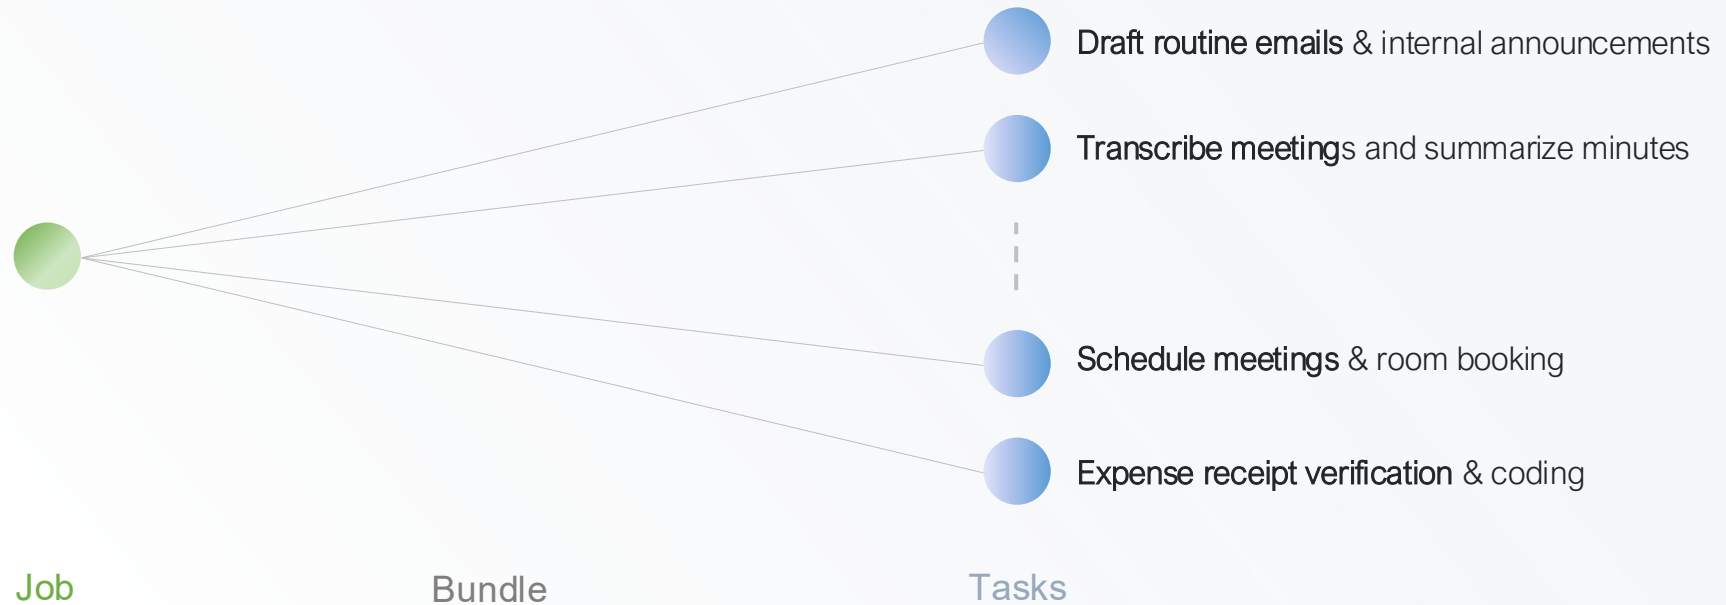 Draft routine emails & internal announcements
Transcribe meetings and summarize minutes
Schedule meetings & room booking
Expense receipt verification & coding
Job
Bundle
Tasks